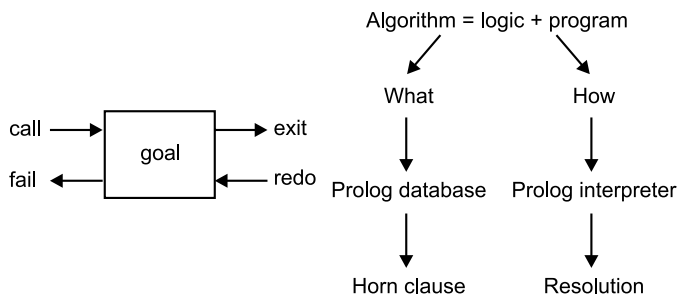 Algorithm = logic + program
What How
call exit
goal
fail redo
Prolog database Prolog interpreter
Horn clause Resolution